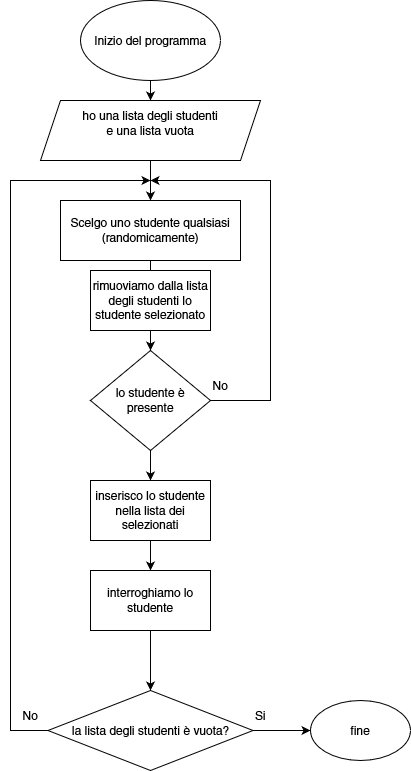 Inizio del programma
ho una lista degli studenti
e una lista vuota
Scelgo uno studente qualsiasi
(randomicamente)
rimuoviamo dalla lista
degli studenti lo
studente selezionato
lo studente è
presente
No
inserisco lo studente
nella lista dei
selezionati
interroghiamo lo
studente
No
la lista degli studenti è vuota?
Si
fine